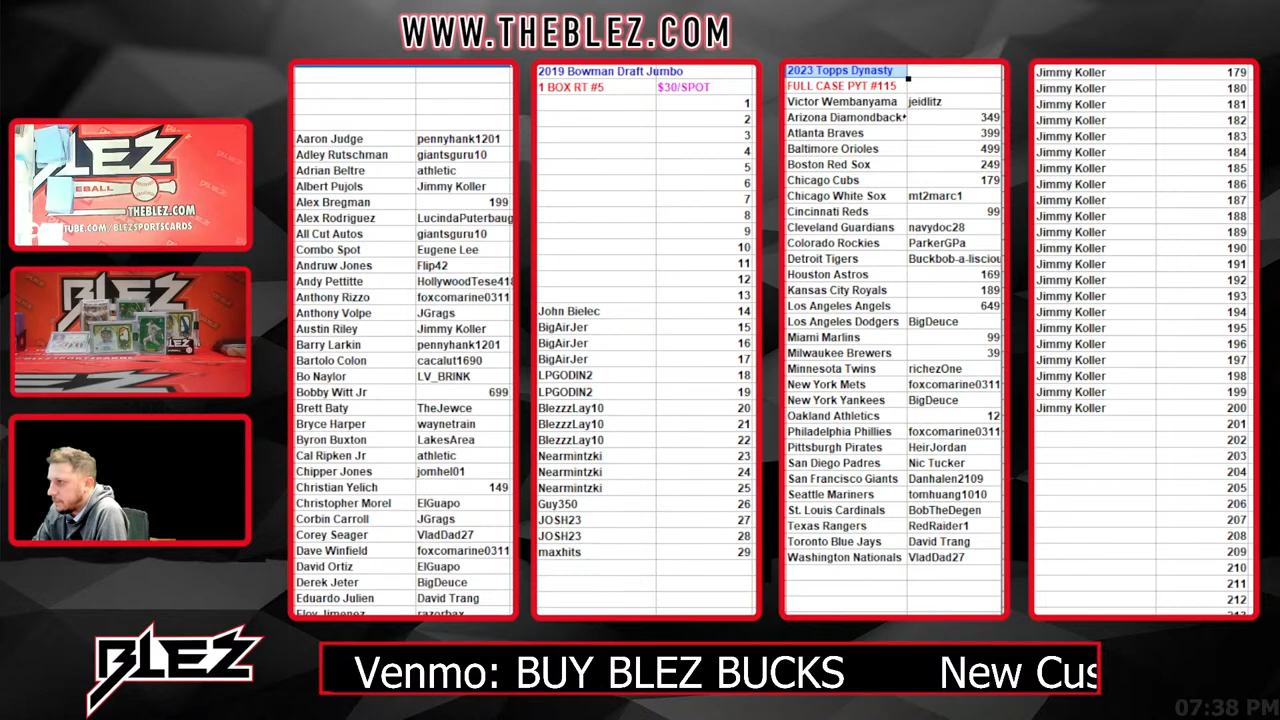 WWW.THEBLEZ.COM
BLEZ
EBALL
THEBLEZ.COM
TUBE.COM/BLEZSPORTSCARDS
BLEZ
Aaron Judge pennyhank1201
Adley Rutschman giantsguru10
Adrian Beltre athletic
Albert Pujols Jimmy Koller
Alex Bregman 199
Alex Rodriguez LucindaPuterbaug
All Cut Autos giantsguru10
Combo Spot Eugene Lee
Andruw Jones Flip42
Andy Pettitte HollywoodTese418
Anthony Rizzo foxcomarine0311
Anthony Volpe JGrags
Austin Riley Jimmy Koller
Barry Larkin pennyhank1201
Bartolo Colon cacalut1690
Bo Naylor LV_BRINK
Bobby Witt Jr 699
Brett Baty TheJewce
Bryce Harper waynetrain
Byron Buxton LakesArea
Cal Ripken Jr athletic
Chipper Jones jomhel01
Christian Yelich 149
Christopher Morel ElGuapo
Corbin Carroll JGrags
Corey Seager VladDad27
Dave Winfield foxcomarine0311
David Ortiz ElGuapo
Derek Jeter BigDeuce
Eduardo Julien David Trang
Eloy Jimenez razorbax
2019 Bowman Draft Jumbo
1 BOX RT #5 $30/SPOT
1
2
3
4
5
6
7
8
9
10
11
12
13
John Bielec 14
BigAirJer 15
BigAirJer 16
BigAirJer 17
LPGODIN2 18
LPGODIN2 19
BlezzzLay10 20
BlezzzLay10 21
BlezzzLay10 22
Nearmintzki 23
Nearmintzki 24
Nearmintzki 25
Guy350 26
JOSH23 27
JOSH23 28
maxhits 29
2023 Topps Dynasty
FULL CASE PYT #115
Victor Wembanyama jeidlitz
Arizona Diamondback 349
Atlanta Braves 399
Baltimore Orioles 499
Boston Red Sox 249
Chicago Cubs 179
Chicago White Sox mt2marc1
Cincinnati Reds 99
Cleveland Guardians navydoc28
Colorado Rockies ParkerGPa
Detroit Tigers Buckbob-a-lisciou
Houston Astros 169
Kansas City Royals 189
Los Angeles Angels 649
Los Angeles Dodgers BigDeuce
Miami Marlins 99
Milwaukee Brewers 39
Minnesota Twins richezOne
New York Mets foxcomarine0311
New York Yankees BigDeuce
Oakland Athletics 12
Philadelphia Phillies foxcomarine0311
Pittsburgh Pirates HeirJordan
San Diego Padres Nic Tucker
San Francisco Giants Danhalen2109
Seattle Mariners tomhuang1010
St. Louis Cardinals BobTheDegen
Texas Rangers RedRaider1
Toronto Blue Jays David Trang
Washington Nationals VladDad27
Jimmy Koller 179
Jimmy Koller 180
Jimmy Koller 181
Jimmy Koller 182
Jimmy Koller 183
Jimmy Koller 184
Jimmy Koller 185
Jimmy Koller 186
Jimmy Koller 187
Jimmy Koller 188
Jimmy Koller 189
Jimmy Koller 190
Jimmy Koller 191
Jimmy Koller 192
Jimmy Koller 193
Jimmy Koller 194
Jimmy Koller 195
Jimmy Koller 196
Jimmy Koller 197
Jimmy Koller 198
Jimmy Koller 199
Jimmy Koller 200
201
202
203
204
205
206
207
208
209
210
211
212
213
BLEZ
Venmo: BUY BLEZ BUCKS New Cus
07:38 PM